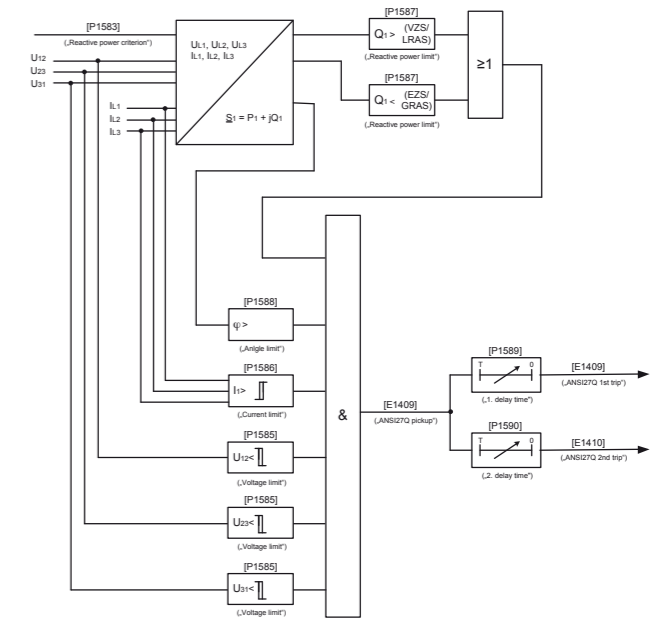 [P1583]
(„Reactive power criterion")
U12
U23
U31
IL1
IL2
IL3
UL1, UL2, UL3
IL1, IL2, IL3
S1 = P1 + jQ1
[P1587]
Q1 > (VZS/
LRAS)
(„Reactive power limit")
[P1587]
Q1 < (EZS/
GRAS)
(„Reactive power limit")
≥1
[P1588]
φ >
(„Anlgle limit")
[P1586]
I1>
(„Current limit")
[P1585]
U12<
(„Voltage limit")
[P1585]
U23<
(„Voltage limit")
[P1585]
U31<
(„Voltage limit")
&
[E1409]
(„ANSI27Q pickup")
[P1589]
T 0
(„1. delay time")
[E1409]
(„ANSI27Q 1st trip")
[P1590]
T 0
(„2. delay time")
[E1410]
(„ANSI27Q 2nd trip")